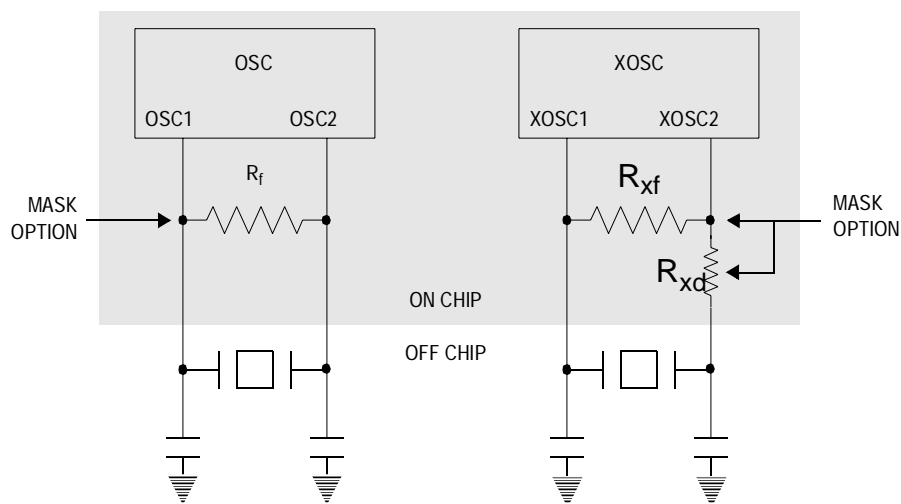 OSC
XOSC
OSC1
OSC2
XOSC1
XOSC2
Rf
Rxf
MASK
OPTION
MASK
OPTION
Rxd
ON CHIP
OFF CHIP